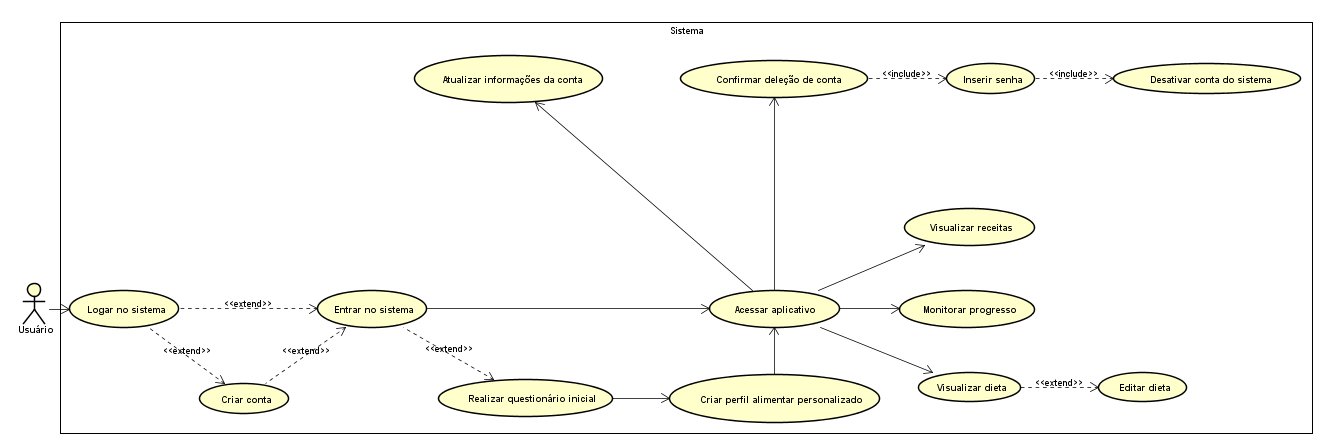 Sistema
Atualizar informações da conta
Confirmar deleção de conta
<<include>>
Inserir senha
<<include>>
Desativar conta do sistema
Visualizar receitas
Usuário
Logar no sistema
<<extend>>
Entrar no sistema
Acessar aplicativo
Monitorar progresso
<<extend>>
<<extend>>
<<extend>>
Criar conta
Realizar questionário inicial
Criar perfil alimentar personalizado
Visualizar dieta
<<extend>>
Editar dieta